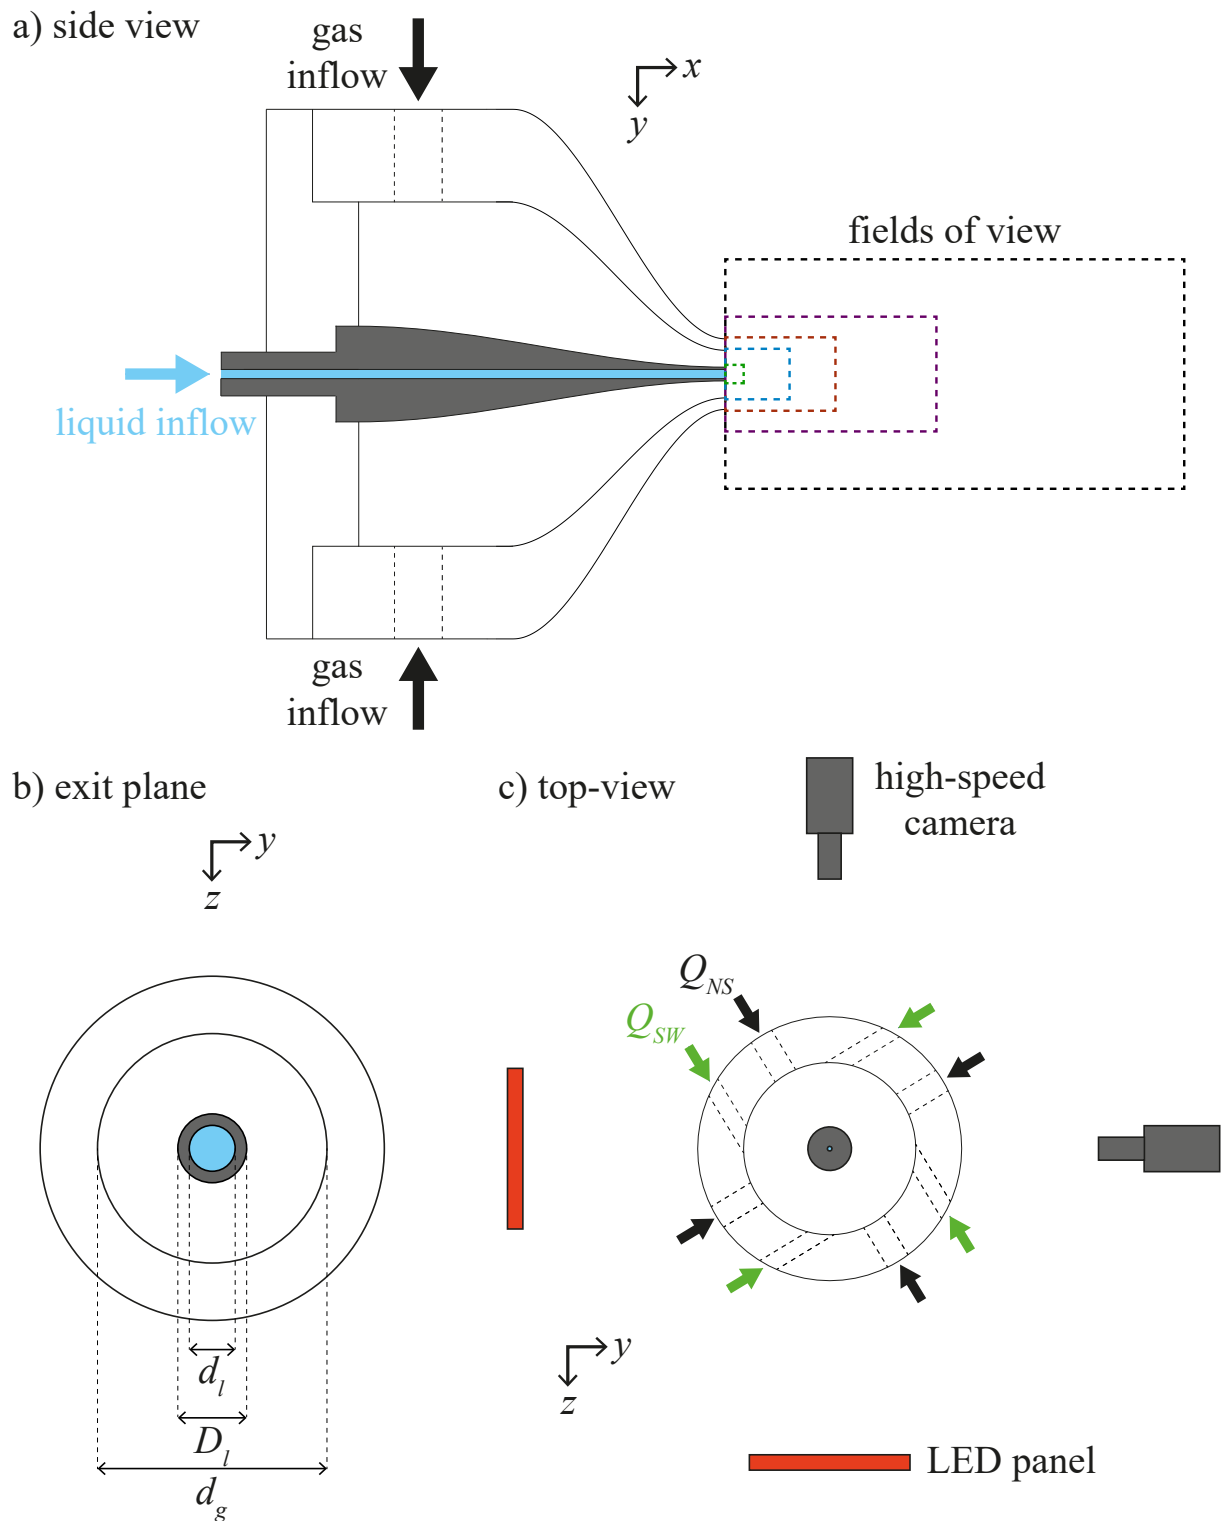 a) side view
gas
inflow
x
y
fields of view
liquid inflow
gas
inflow
b) exit plane
y
z
c) top-view
high-speed
camera
Q_NS
Q_SW
d_l
D_l
d_g
y
z
LED panel